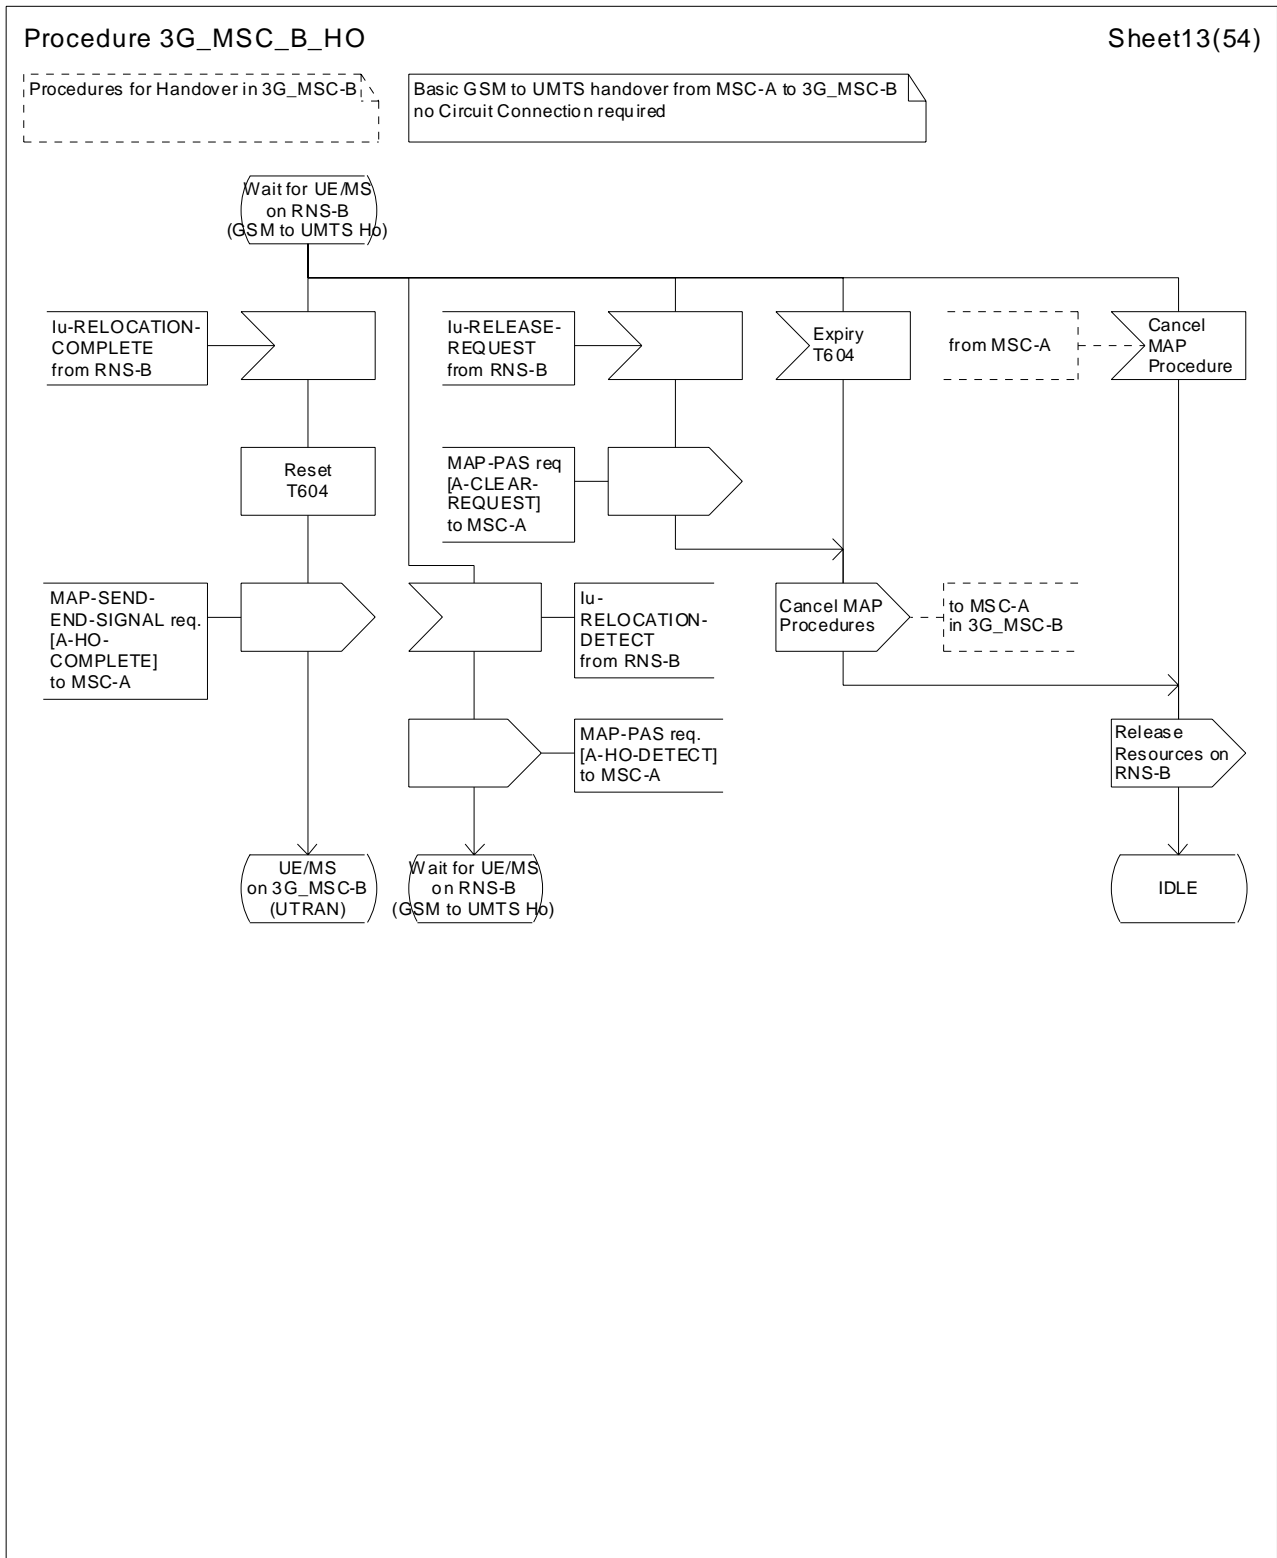 Procedure 3G_MSC_B_HO
Sheet13(54)
Procedures for Handover in 3G_MSC-B
Basic GSM to UMTS handover from MSC-A to 3G_MSC-B
no Circuit Connection required
Wait for UE/MS
on RNS-B
(GSM to UMTS Ho)
Iu-RELOCATION-
COMPLETE
from RNS-B
Iu-RELEASE-
REQUEST
from RNS-B
Expiry
T604
from MSC-A
Cancel
MAP
Procedure
Reset
T604
MAP-PAS req
[A-CLEAR-
REQUEST]
to MSC-A
MAP-SEND-
END-SIGNAL req.
[A-HO-
COMPLETE]
to MSC-A
Iu-
RELOCATION-
DETECT
from RNS-B
Cancel MAP
Procedures
to MSC-A
in 3G_MSC-B
MAP-PAS req.
[A-HO-DETECT]
to MSC-A
Release
Resources on
RNS-B
UE/MS
on 3G_MSC-B
(UTRAN)
Wait for UE/MS
on RNS-B
(GSM to UMTS Ho)
IDLE